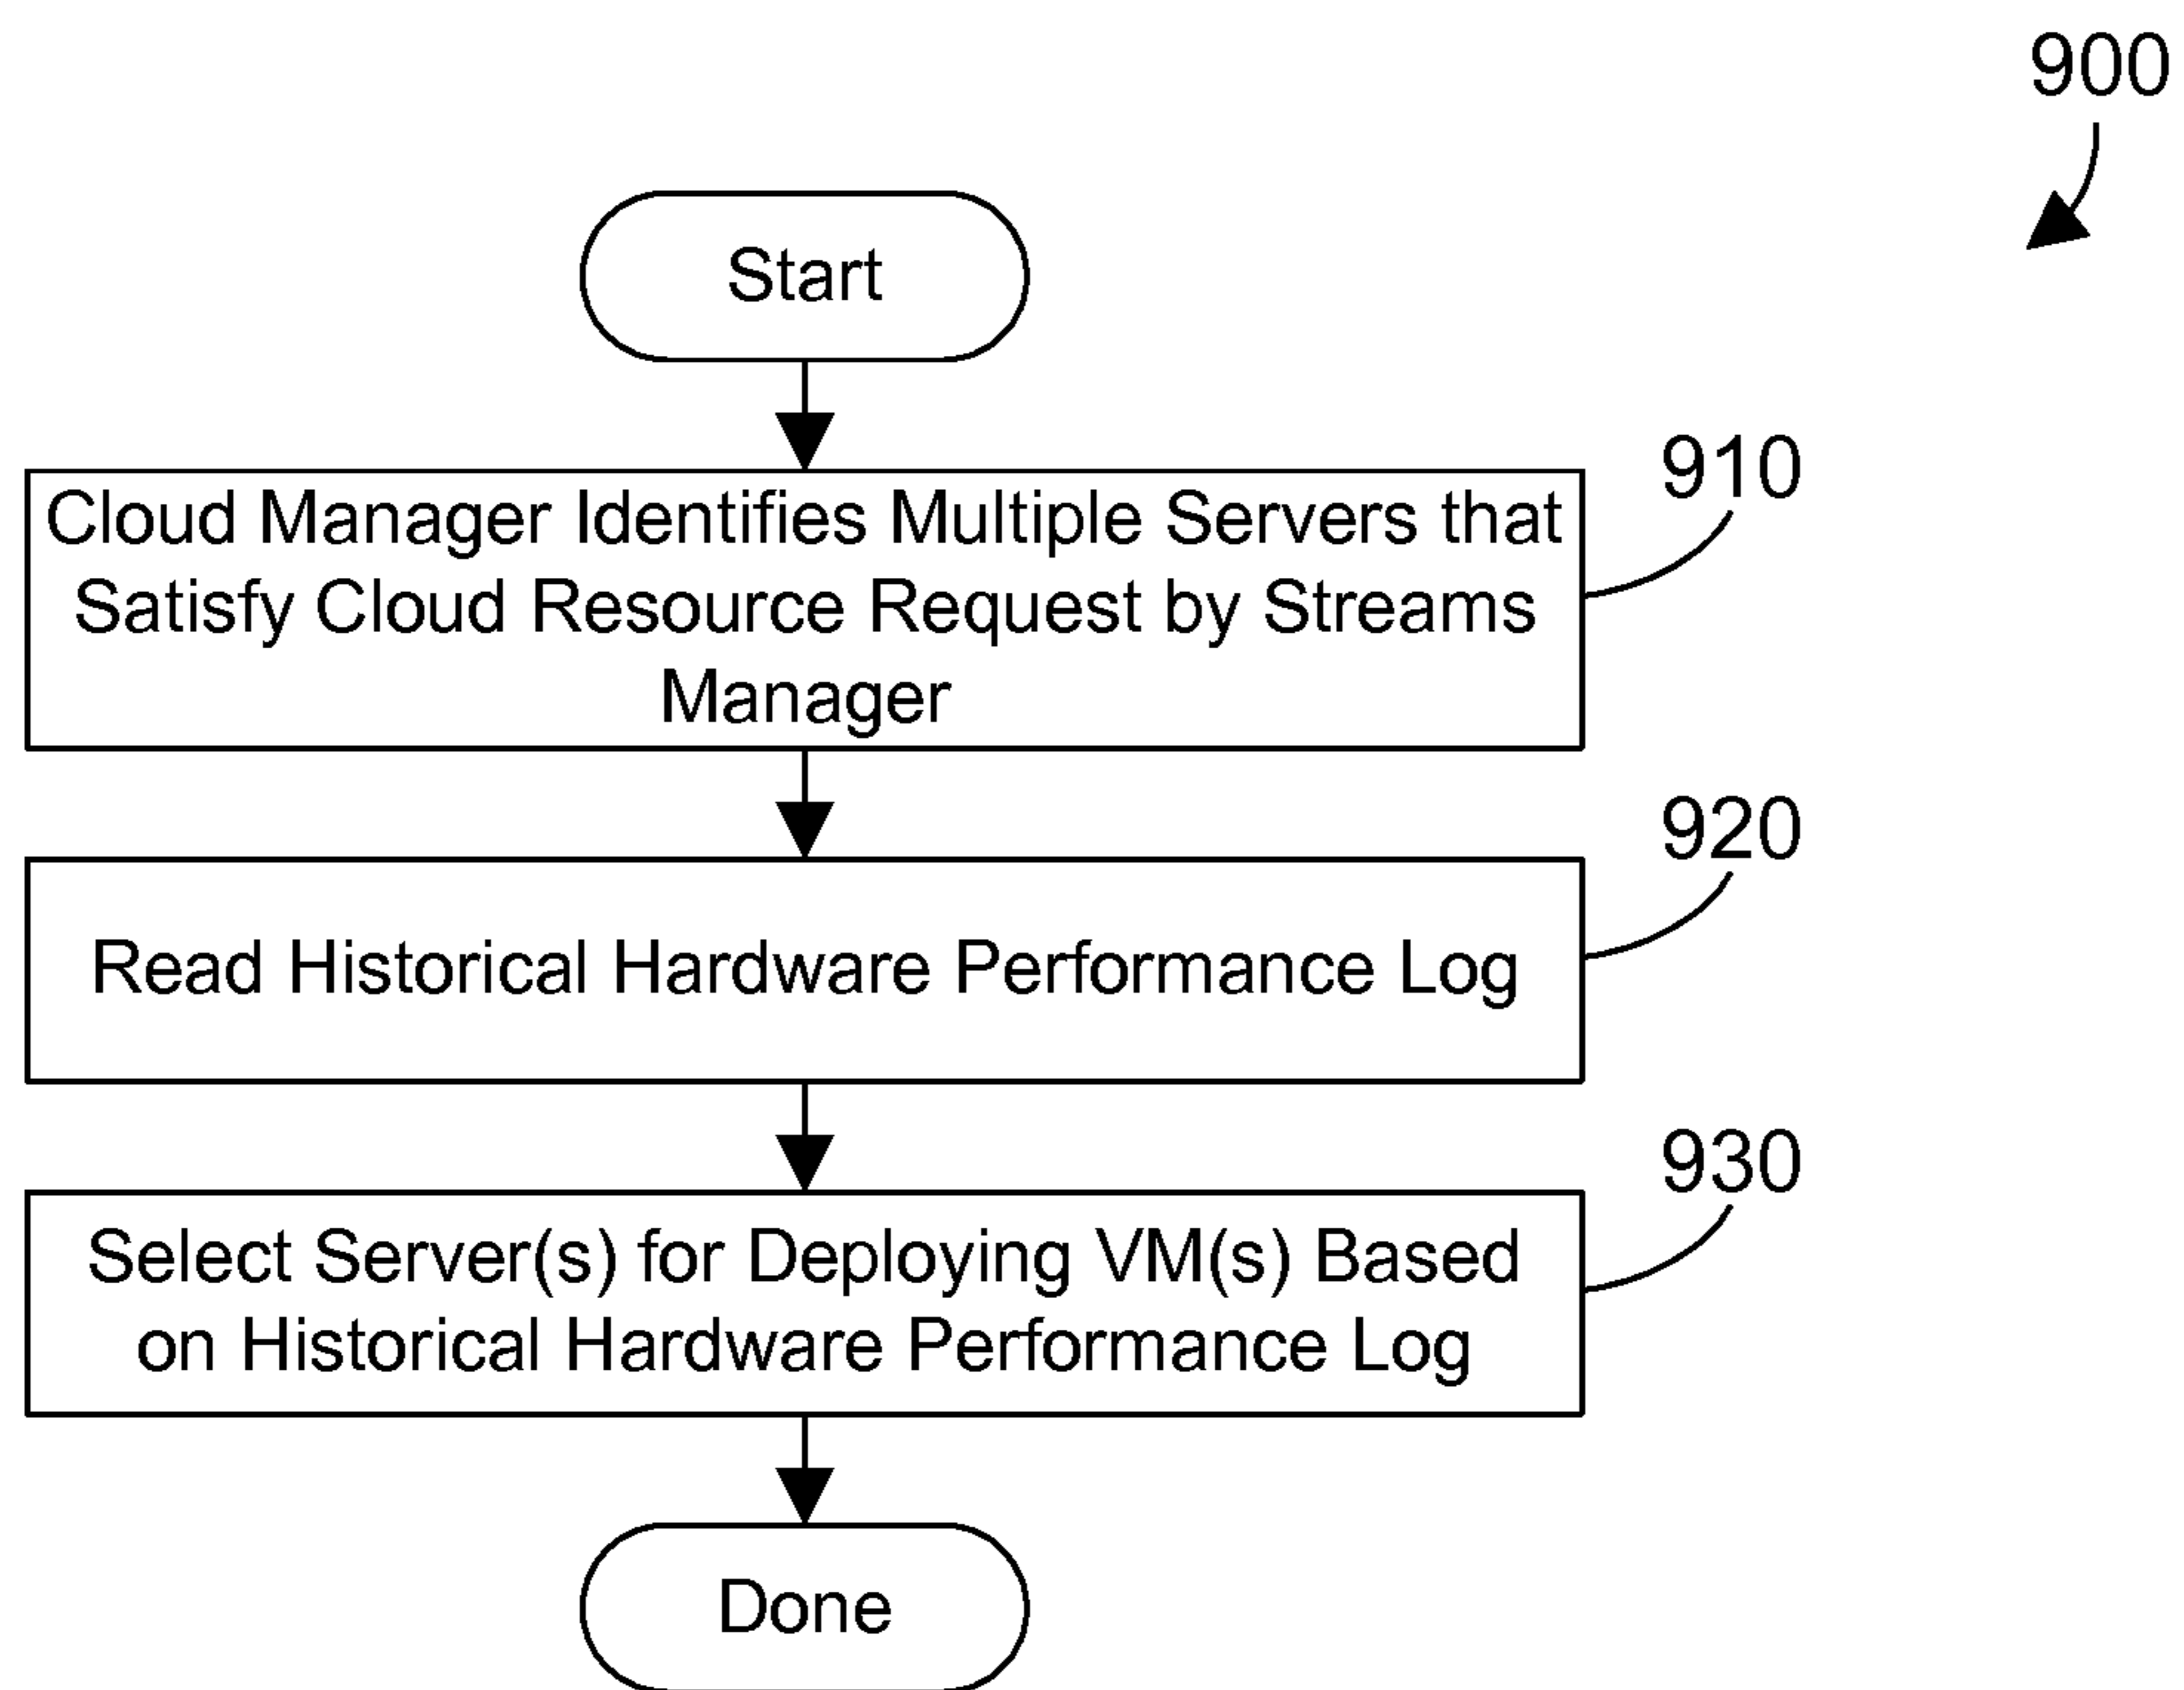 900
Start
910
Cloud Manager Identifies Multiple Servers that
Satisfy Cloud Resource Request by Streams
Manager
920
Read Historical Hardware Performance Log
930
Select Server(s) for Deploying VM(s) Based
on Historical Hardware Performance Log
Done